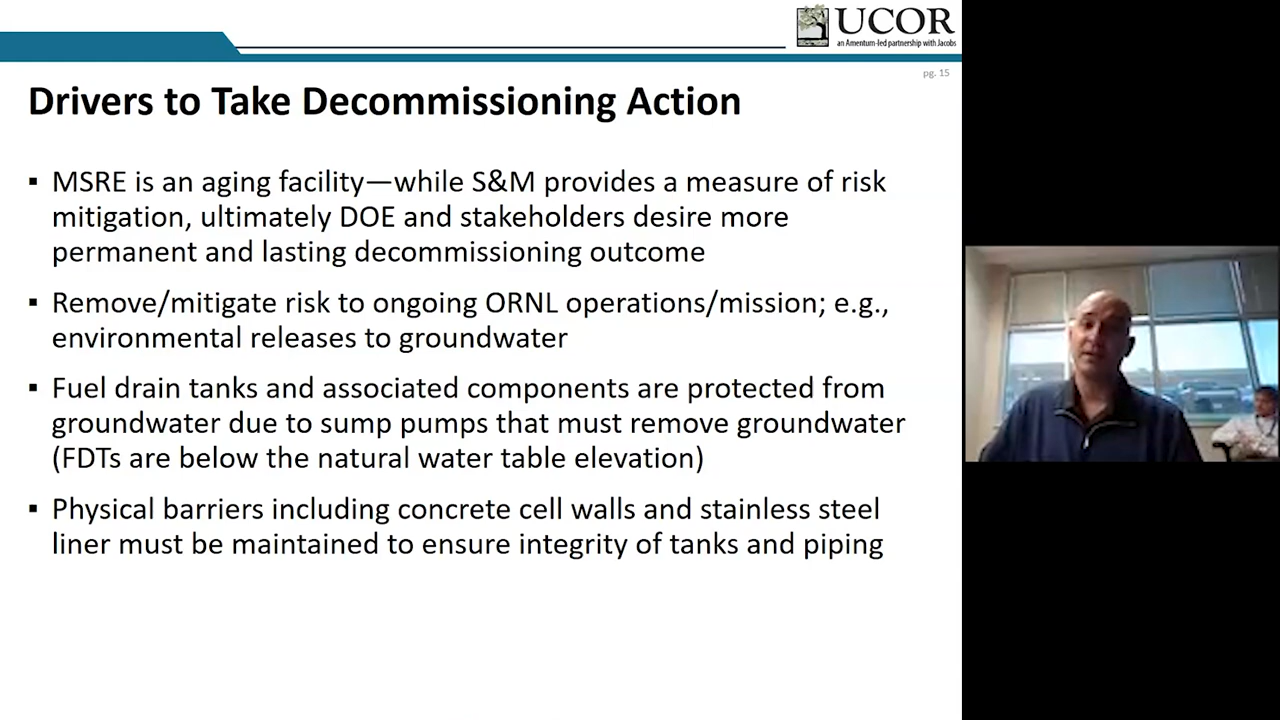 UCOR
an Amentum-led partnership with Jacobs
pg. 15
Drivers to Take Decommissioning Action
▪ MSRE is an aging facility—while S&M provides a measure of risk
mitigation, ultimately DOE and stakeholders desire more
permanent and lasting decommissioning outcome
▪ Remove/mitigate risk to ongoing ORNL operations/mission; e.g.,
environmental releases to groundwater
▪ Fuel drain tanks and associated components are protected from
groundwater due to sump pumps that must remove groundwater
(FDTs are below the natural water table elevation)
▪ Physical barriers including concrete cell walls and stainless steel
liner must be maintained to ensure integrity of tanks and piping